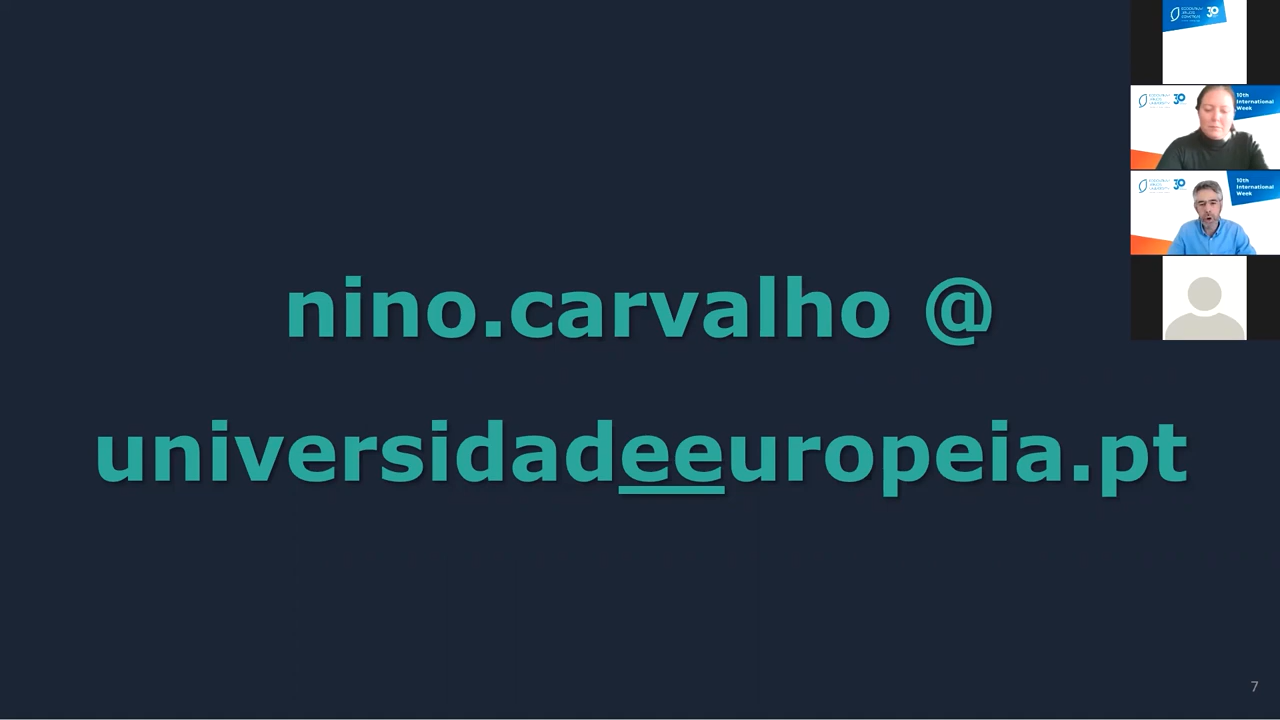 nino.carvalho @
universidadeeuropeia.pt
10th
International
Week
10th
International
Week
7